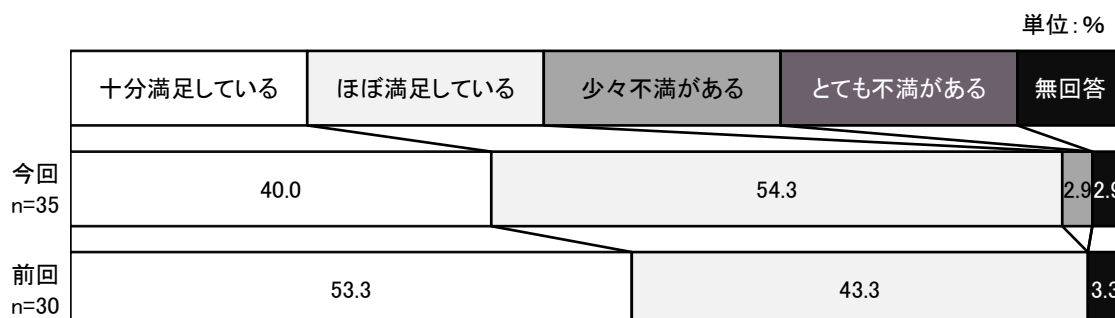 単位:%
十分満足している ほぼ満足している 少々不満がある とても不満がある 無回答
今回
n=35
40.0 54.3 2.9 2.9
前回
n=30
53.3 43.3 3.3